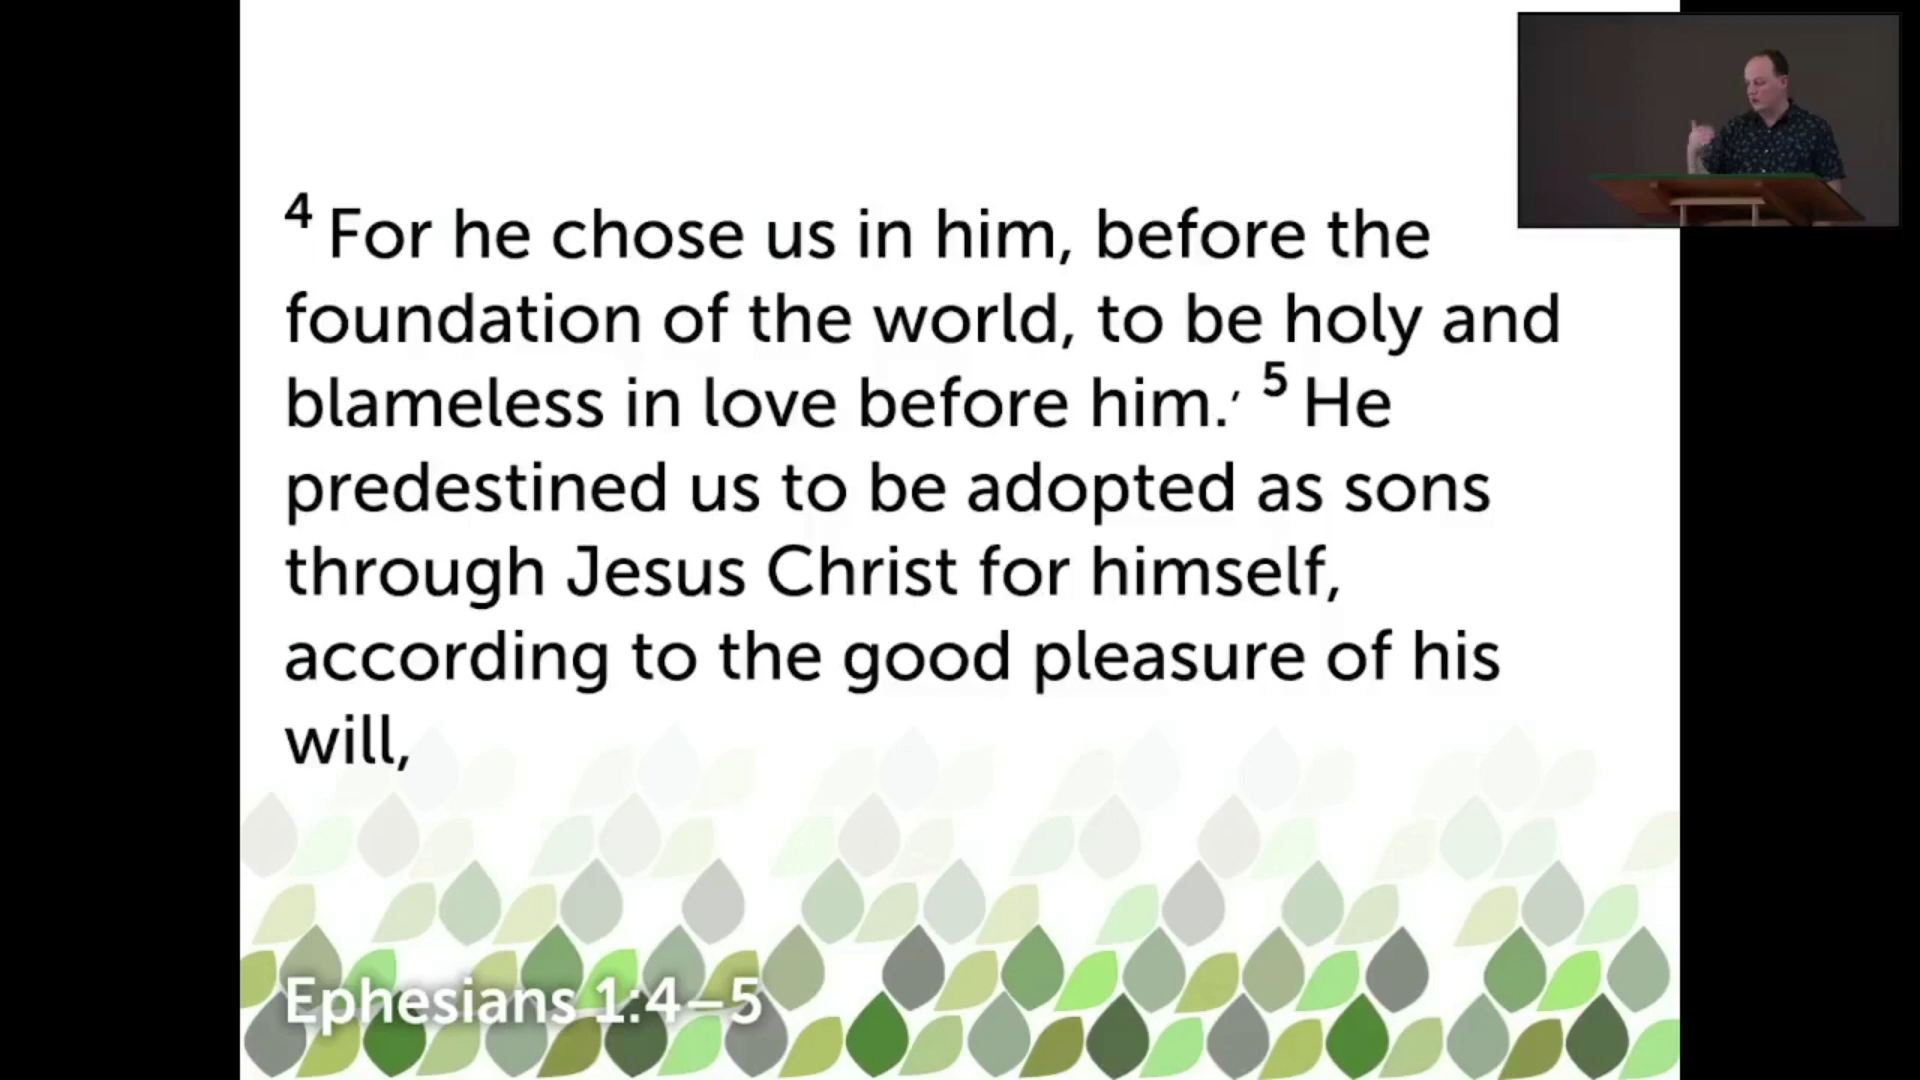 ⁴ For he chose us in him, before the
foundation of the world, to be holy and
blameless in love before him.′ ⁵ He
predestined us to be adopted as sons
through Jesus Christ for himself,
according to the good pleasure of his
will,
Ephesians 1:4–5